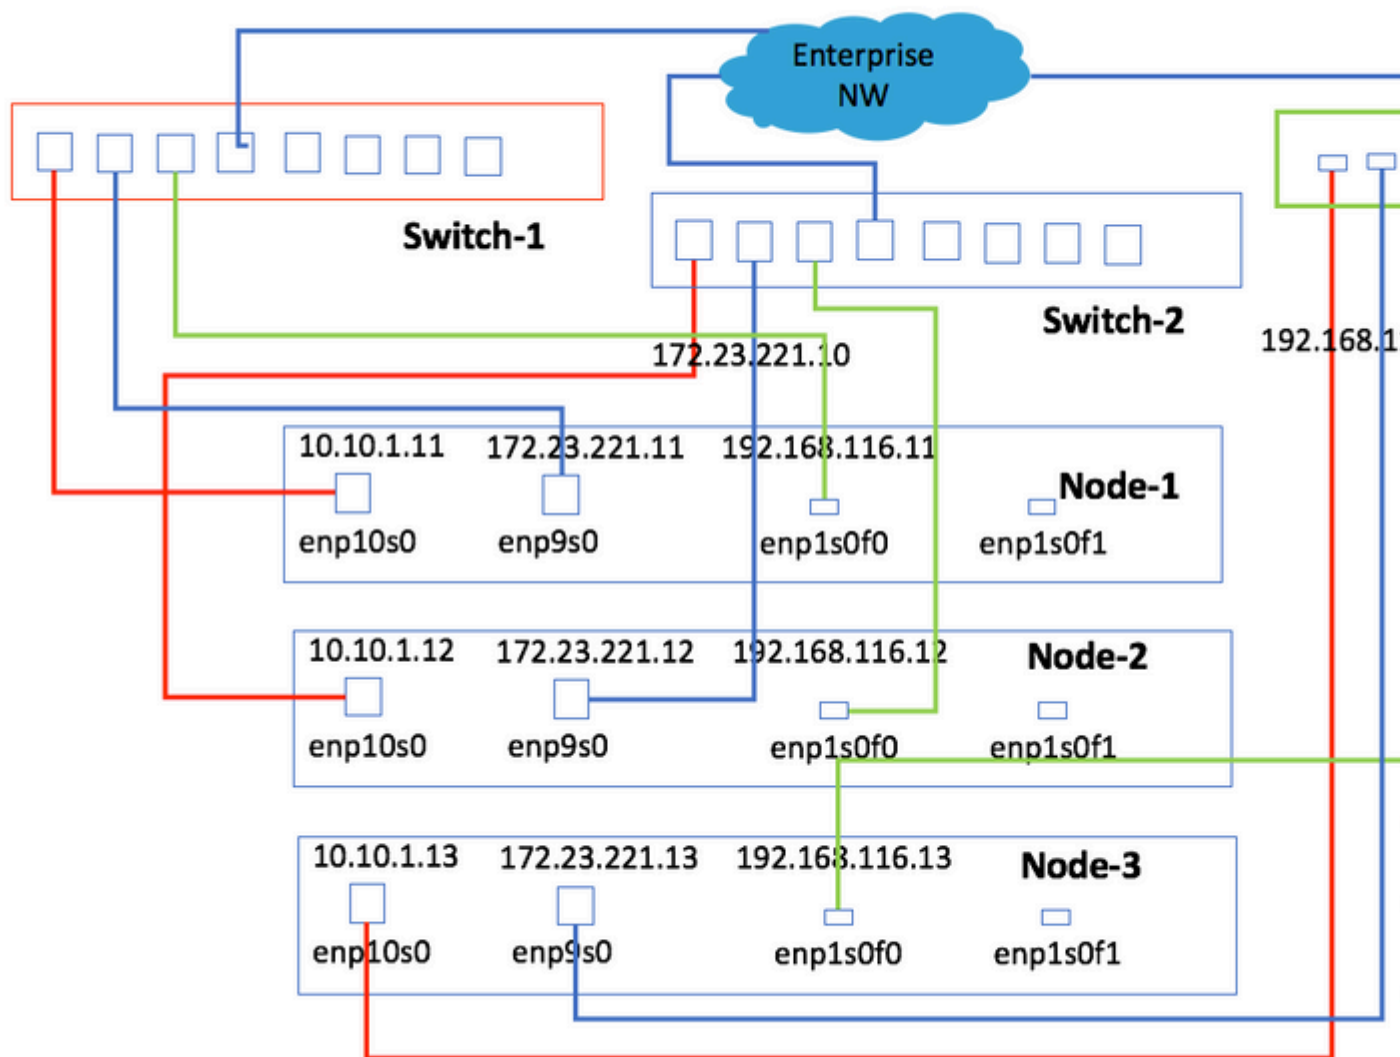 Enterprise
NW
Switch-1
Switch-2
172.23.221.10
192.168.1
10.10.1.11
172.23.221.11
192.168.116.11
Node-1
enp10s0
enp9s0
enp1s0f0
enp1s0f1
10.10.1.12
172.23.221.12
192.168.116.12
Node-2
enp10s0
enp9s0
enp1s0f0
enp1s0f1
10.10.1.13
172.23.221.13
192.168.116.13
Node-3
enp10s0
enp9s0
enp1s0f0
enp1s0f1